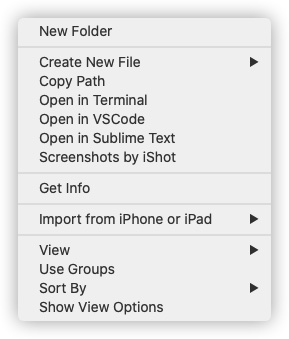 New Folder
Create New File
Copy Path
Open in Terminal
Open in VSCode
Open in Sublime Text
Screenshots by iShot
Get Info
Import from iPhone or iPad
View
Use Groups
Sort By
Show View Options